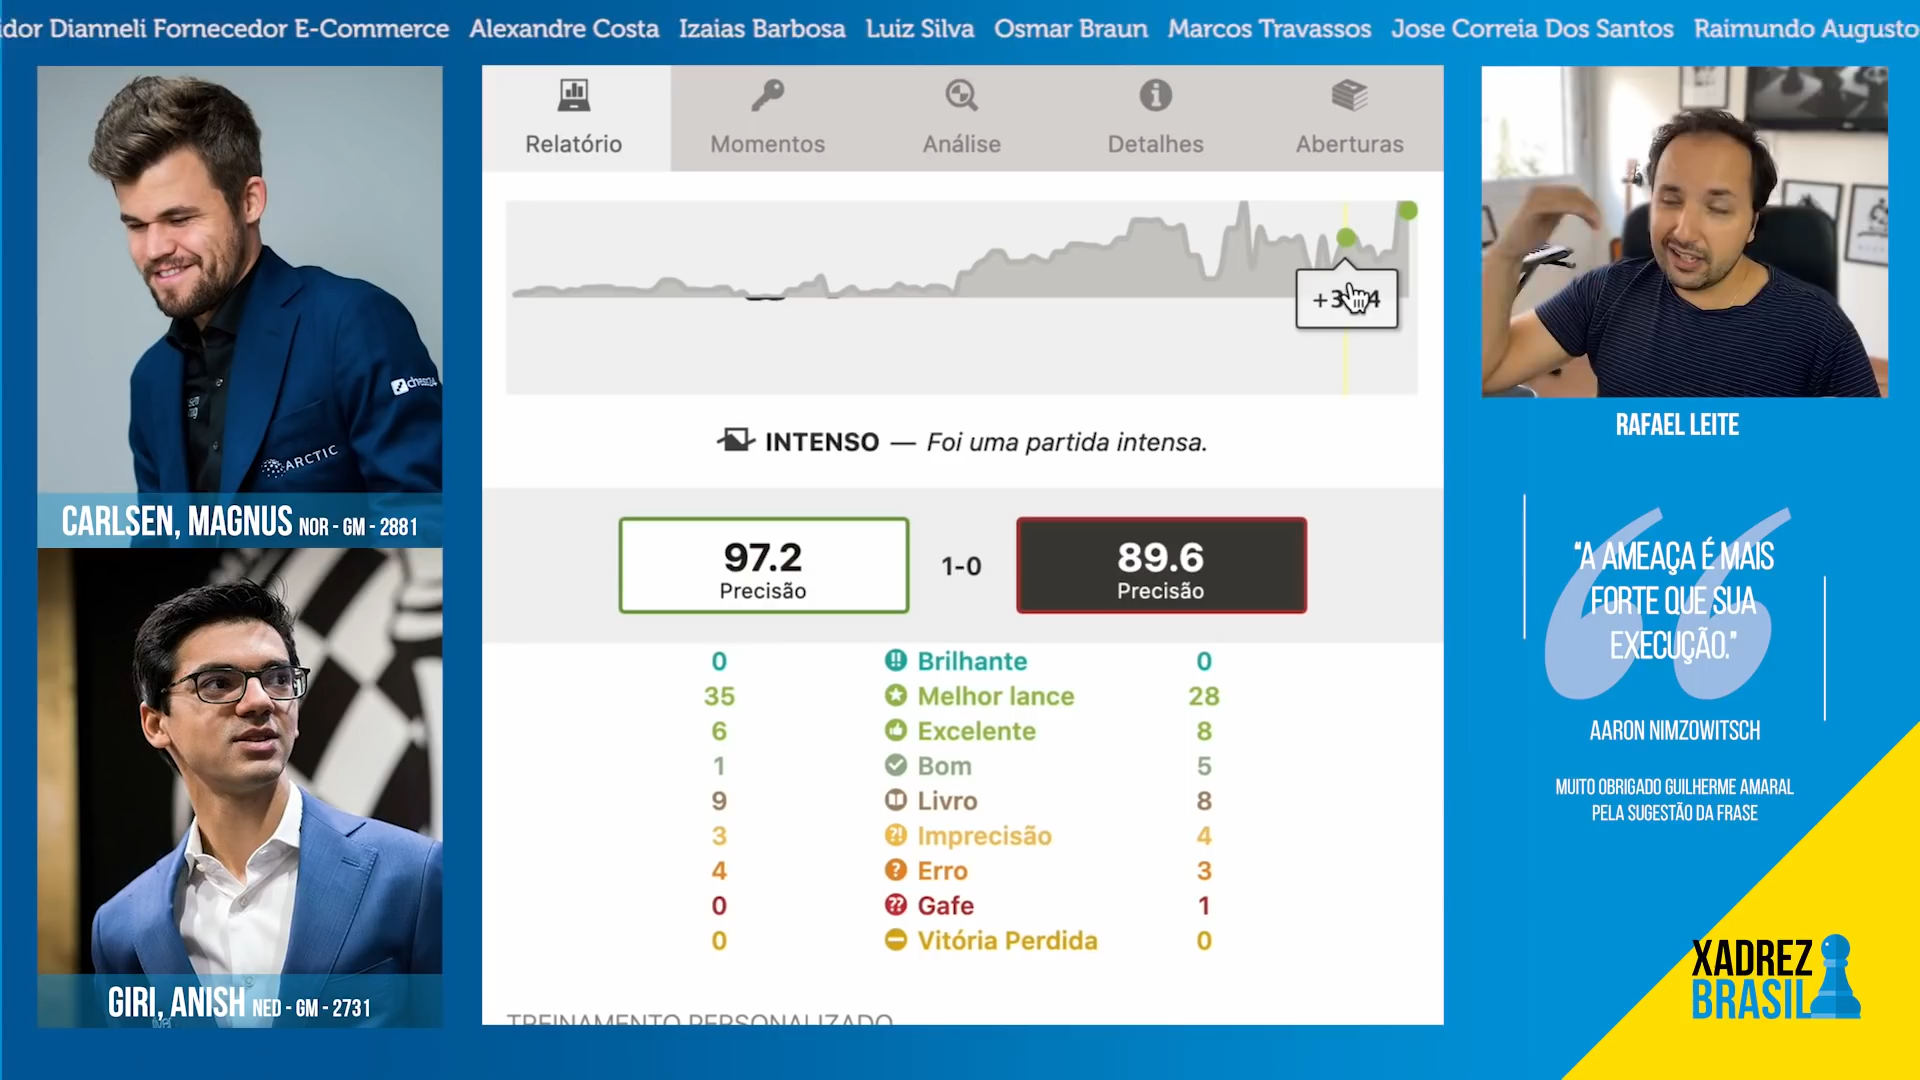 Dianneli Fornecedor E-Commerce Alexandre Costa Izaias Barbosa Luiz Silva Osmar Braun Marcos Travassos Jose Correia Dos Santos Raimundo Augusto
Relatório Momentos Análise Detalhes Aberturas
INTENSO — Foi uma partida intensa.
97.2 1-0 89.6
Precisão Precisão
0 Brilhante 0
35 Melhor lance 28
6 Excelente 8
1 Bom 5
9 Livro 8
3 Imprecisão 4
4 Erro 3
0 Gafe 1
0 Vitória Perdida 0
TREINAMENTO PERSONALIZADO
chess24
ARCTIC
CARLSEN, MAGNUS NOR - GM - 2881
GIRI, ANISH NED - GM - 2731
RAFAEL LEITE
“A AMEAÇA É MAIS
FORTE QUE SUA
EXECUÇÃO.”
AARON NIMZOWITSCH
MUITO OBRIGADO GUILHERME AMARAL
PELA SUGESTÃO DA FRASE
XADREZ
BRASIL